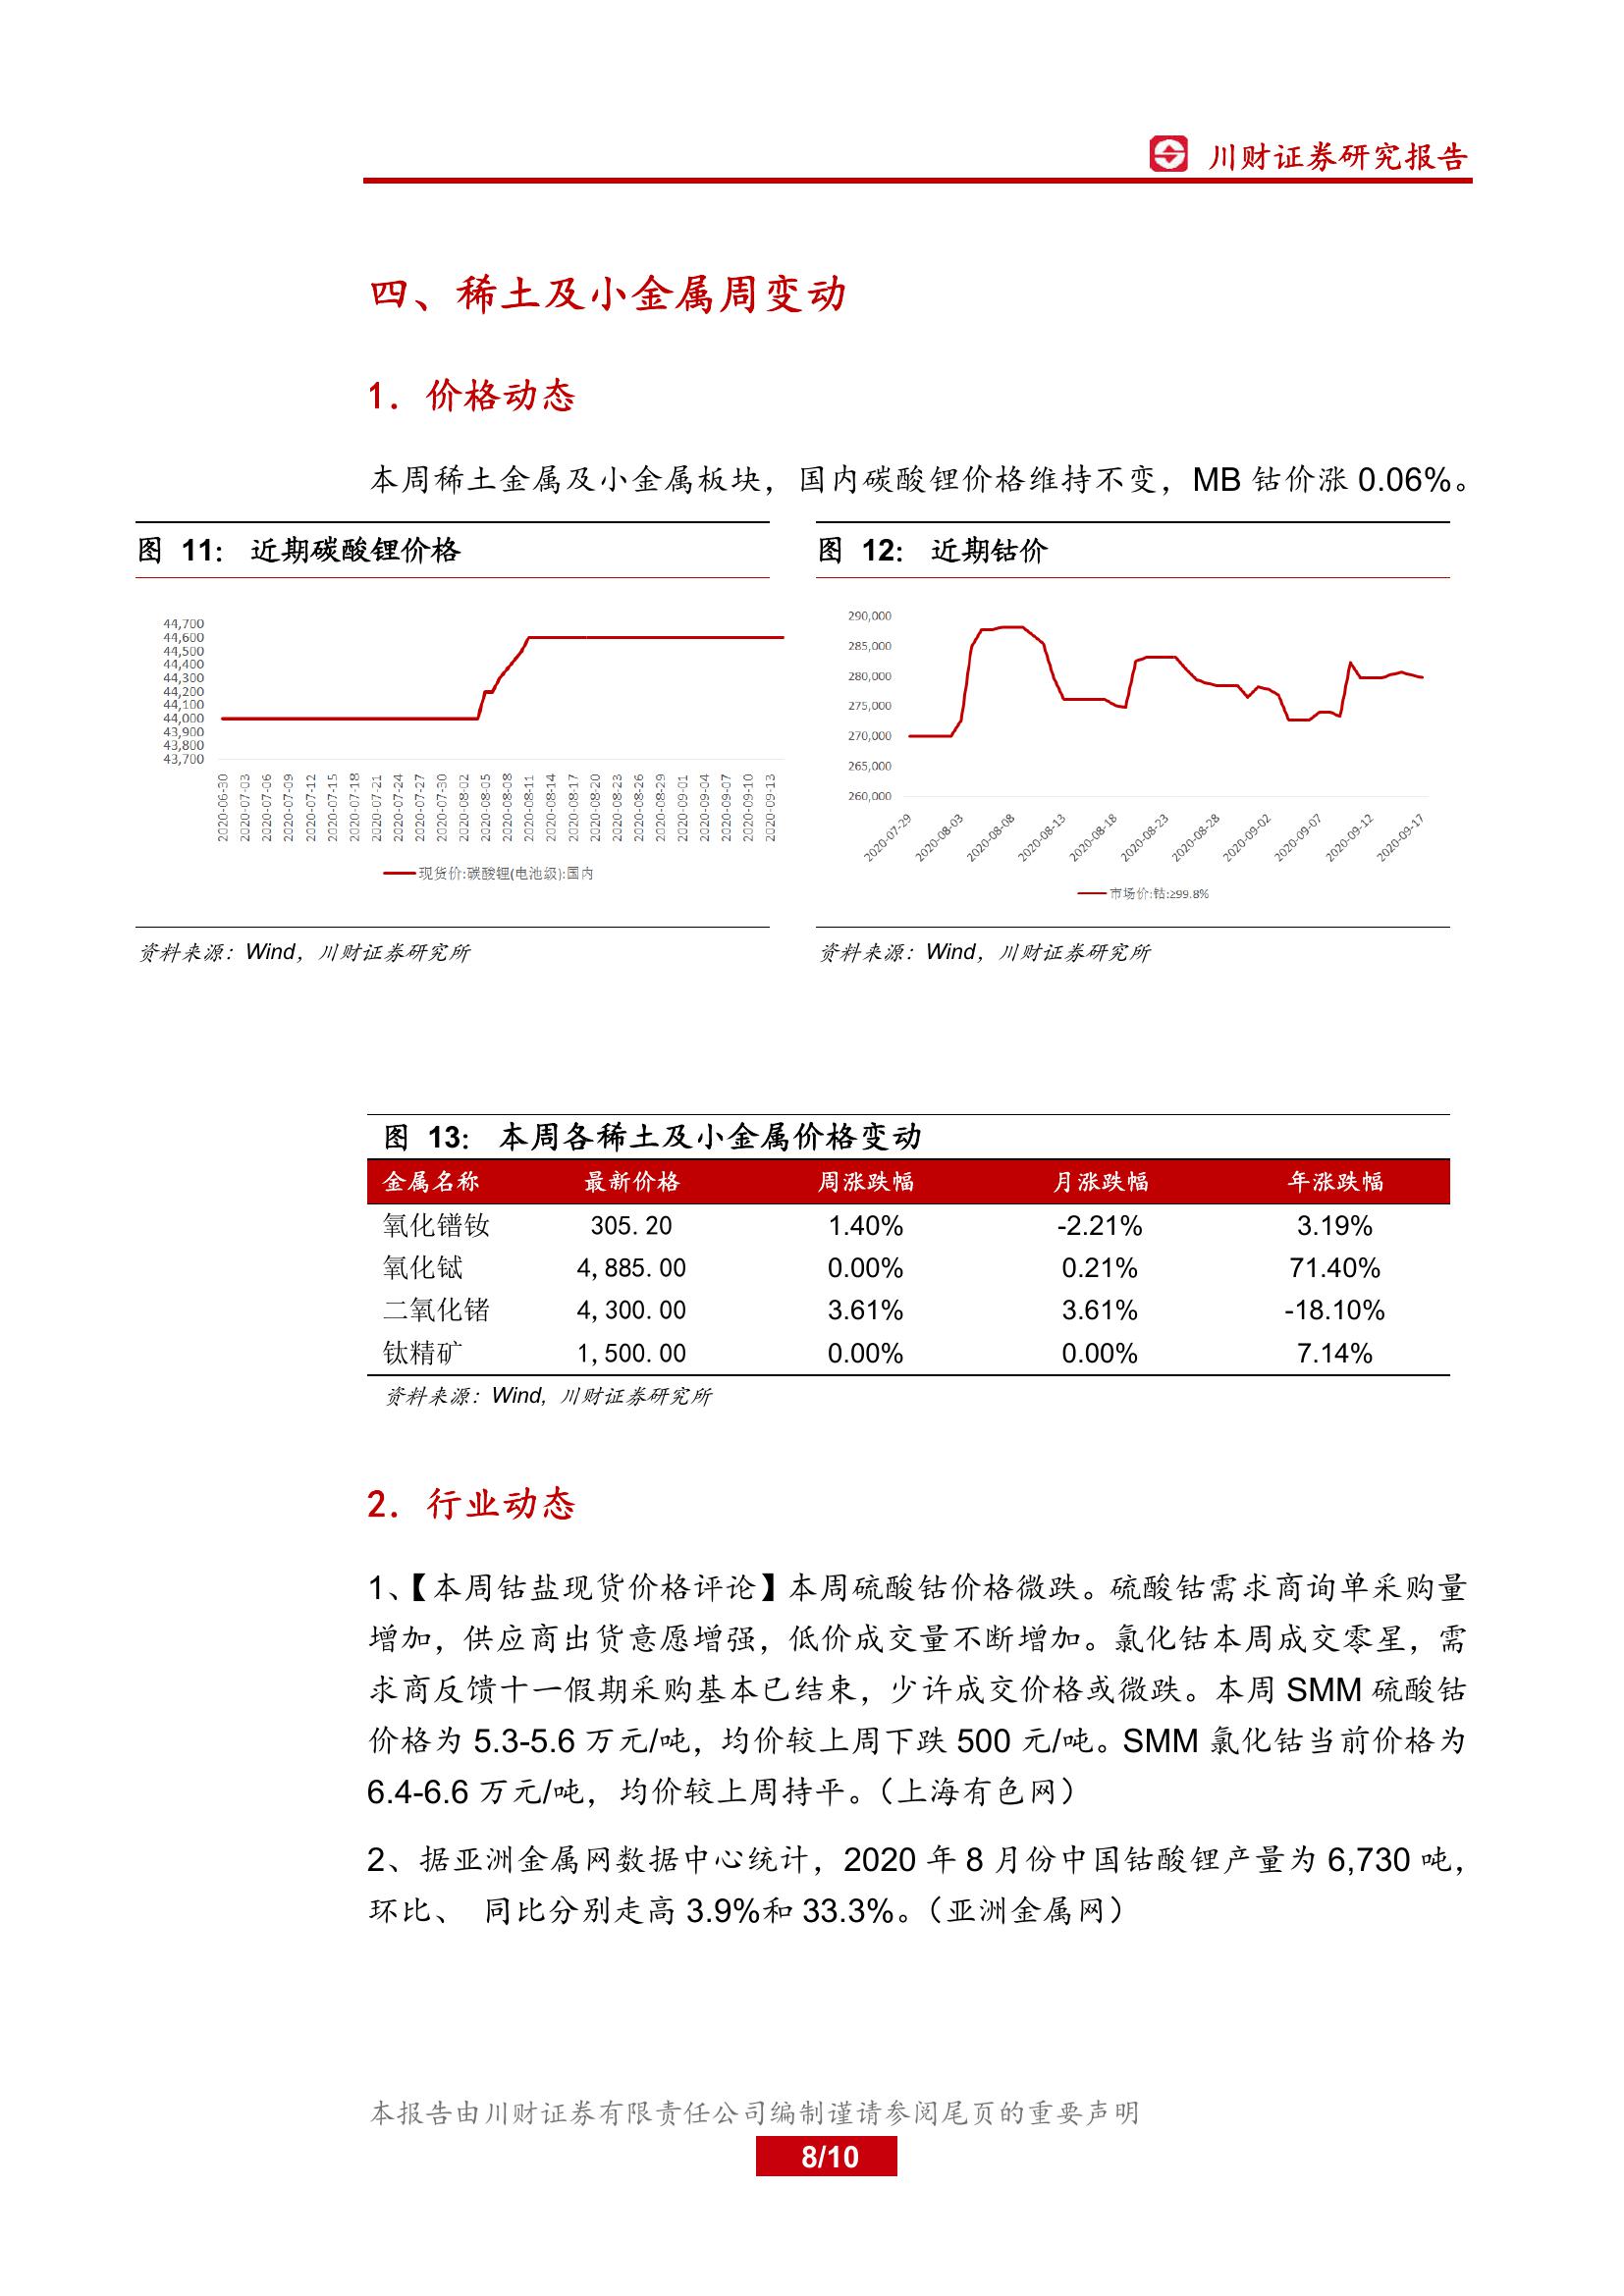 川财证券研究报告
四、稀土及小金属周变动
1. 价格动态
本周稀土金属及小金属板块，国内碳酸锂价格维持不变，MB 钴价涨 0.06%。
图 11： 近期碳酸锂价格
44,700
44,600
44,500
44,400
44,300
44,200
44,100
44,000
43,900
43,800
43,700
2020-06-30
2020-07-03
2020-07-06
2020-07-09
2020-07-12
2020-07-15
2020-07-18
2020-07-21
2020-07-24
2020-07-27
2020-07-30
2020-08-02
2020-08-05
2020-08-08
2020-08-11
2020-08-14
2020-08-17
2020-08-20
2020-08-23
2020-08-26
2020-08-29
2020-09-01
2020-09-04
2020-09-07
2020-09-10
2020-09-13
现货价:碳酸锂(电池级):国内
资料来源：Wind，川财证券研究所
图 12： 近期钴价
290,000
285,000
280,000
275,000
270,000
265,000
260,000
2020-07-29
2020-08-03
2020-08-08
2020-08-13
2020-08-18
2020-08-23
2020-08-28
2020-09-02
2020-09-07
2020-09-12
2020-09-17
市场价:钴:≥99.8%
资料来源：Wind，川财证券研究所
图 13： 本周各稀土及小金属价格变动
金属名称 最新价格 周涨跌幅 月涨跌幅 年涨跌幅
氧化镨钕 305.20 1.40% -2.21% 3.19%
氧化铽 4,885.00 0.00% 0.21% 71.40%
二氧化锗 4,300.00 3.61% 3.61% -18.10%
钛精矿 1,500.00 0.00% 0.00% 7.14%
资料来源：Wind，川财证券研究所
2. 行业动态
1、【本周钴盐现货价格评论】本周硫酸钴价格微跌。硫酸钴需求商询单采购量
增加，供应商出货意愿增强，低价成交量不断增加。氯化钴本周成交零星，需
求商反馈十一假期采购基本已结束，少许成交价格或微跌。本周 SMM 硫酸钴
价格为 5.3-5.6 万元/吨，均价较上周下跌 500 元/吨。SMM 氯化钴当前价格为
6.4-6.6 万元/吨，均价较上周持平。（上海有色网）
2、据亚洲金属网数据中心统计，2020 年 8 月份中国钴酸锂产量为 6,730 吨，
环比、 同比分别走高 3.9%和 33.3%。（亚洲金属网）
本报告由川财证券有限责任公司编制谨请参阅尾页的重要声明
8/10